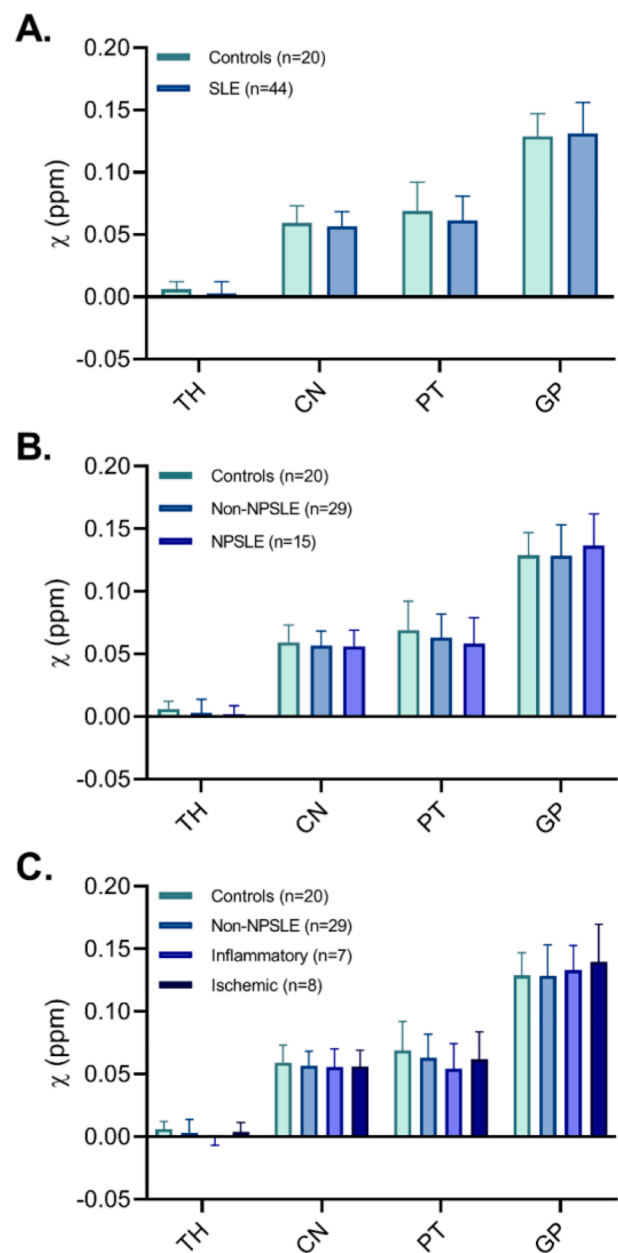 A.
0.20
0.15
0.10
0.05
0.00
-0.05
χ (ppm)
Controls (n=20)
SLE (n=44)
TH
CN
PT
GP
B.
0.20
0.15
0.10
0.05
0.00
-0.05
χ (ppm)
Controls (n=20)
Non-NPSLE (n=29)
NPSLE (n=15)
TH
CN
PT
GP
C.
0.20
0.15
0.10
0.05
0.00
-0.05
χ (ppm)
Controls (n=20)
Non-NPSLE (n=29)
Inflammatory (n=7)
Ischemic (n=8)
TH
CN
PT
GP